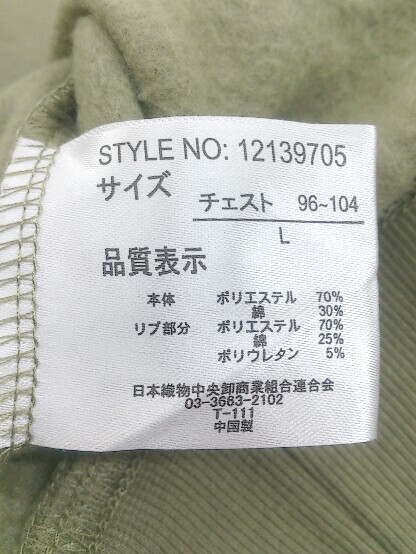 STYLE NO: 12139705
サイズ
チェスト 96~104
L
品質表示
本体 ポリエステル 70%
綿 30%
リブ部分 ポリエステル 70%
綿 25%
ポリウレタン 5%
日本織物中央卸商業組合連合会
03-3663-2102
T-111
中国製